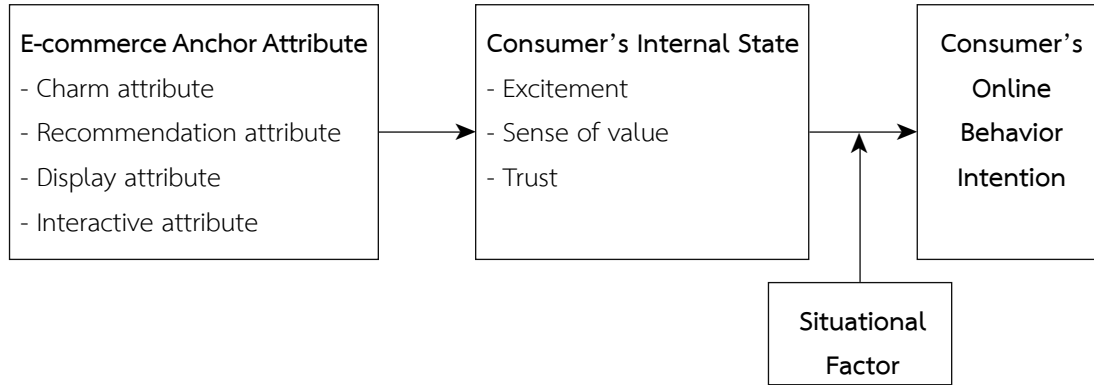 E-commerce Anchor Attribute
- Charm attribute
- Recommendation attribute
- Display attribute
- Interactive attribute
Consumer's Internal State
- Excitement
- Sense of value
- Trust
Consumer's
Online
Behavior
Intention
Situational
Factor